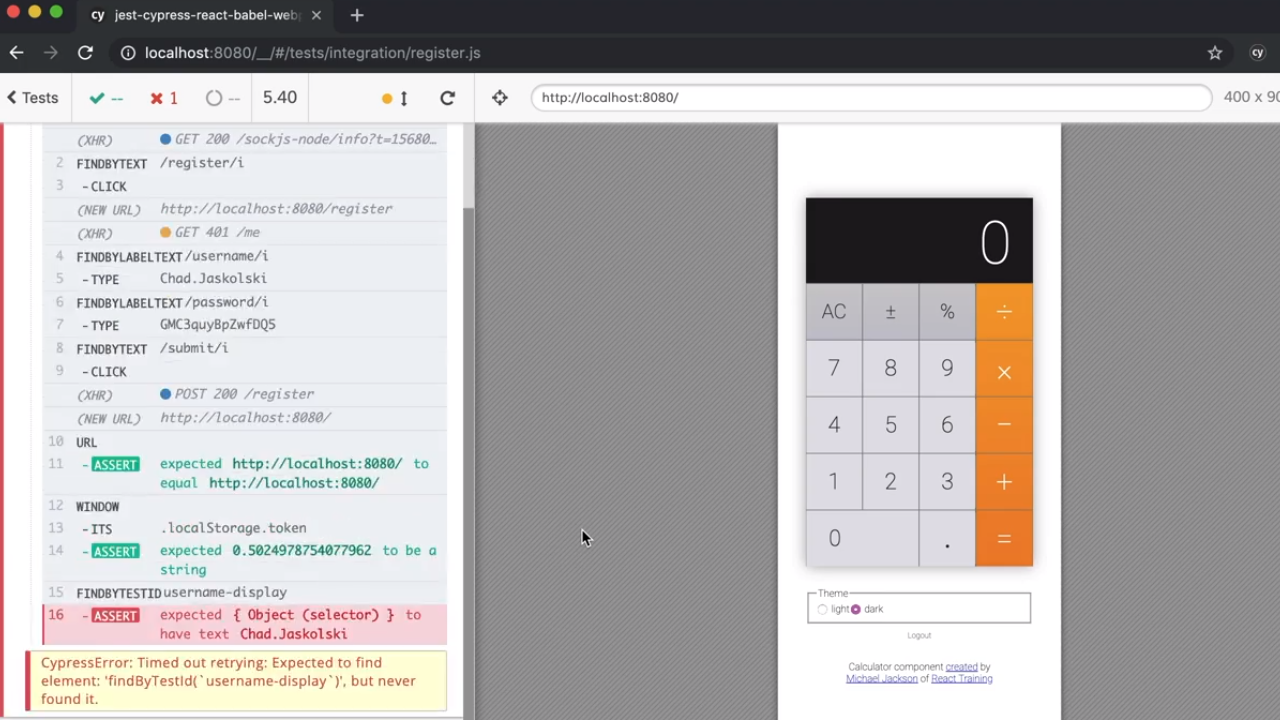 jest-cypress-react-babel-web
localhost:8080/__/#/tests/integration/register.js
cy
Tests -- 1 -- 5.40 http://localhost:8080/ 400 x 90
(XHR) GET 200 /sockjs-node/info?t=15680…
2 FINDBYTEXT /register/i
3 - CLICK
(NEW URL) http://localhost:8080/register
(XHR) GET 401 /me
4 FINDBYLABELTEXT /username/i
5 - TYPE Chad.Jaskolski
6 FINDBYLABELTEXT /password/i
7 - TYPE GMC3quyBpZwfDQ5
8 FINDBYTEXT /submit/i
9 - CLICK
(XHR) POST 200 /register
(NEW URL) http://localhost:8080/
10 URL
11 - ASSERT expected http://localhost:8080/ to
equal http://localhost:8080/
12 WINDOW
13 - ITS .localStorage.token
14 - ASSERT expected 0.5024978754077962 to be a
string
15 FINDBYTESTID username-display
16 - ASSERT expected { Object (selector) } to
have text Chad.Jaskolski
CypressError: Timed out retrying: Expected to find
element: 'findByTestId(`username-display`)', but never
found it.
0
AC ± % ÷
7 8 9 ×
4 5 6 −
1 2 3 +
0 . =
Theme
light dark
Logout
Calculator component created by
Michael Jackson of React Training